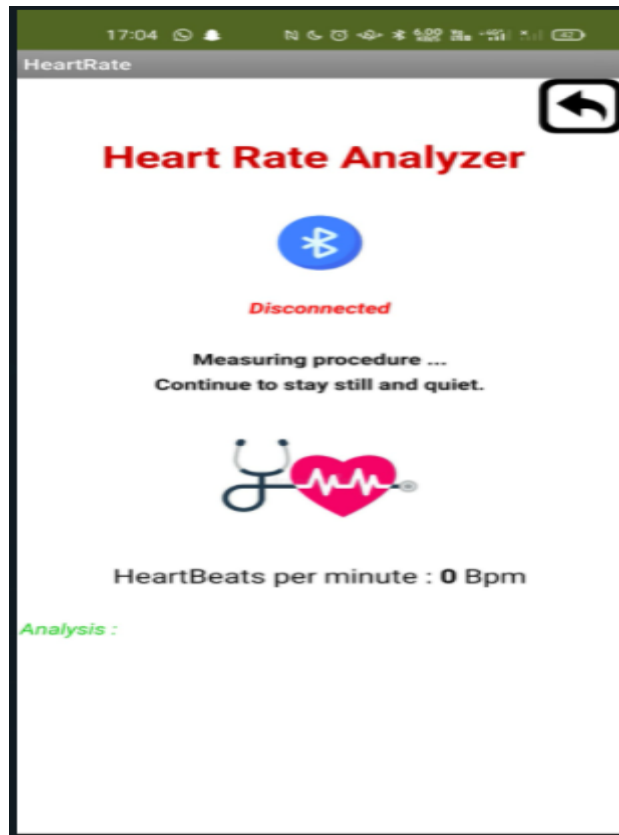 17:04
HeartRate
Heart Rate Analyzer
Disconnected
Measuring procedure ...
Continue to stay still and quiet.
HeartBeats per minute : 0 Bpm
Analysis :